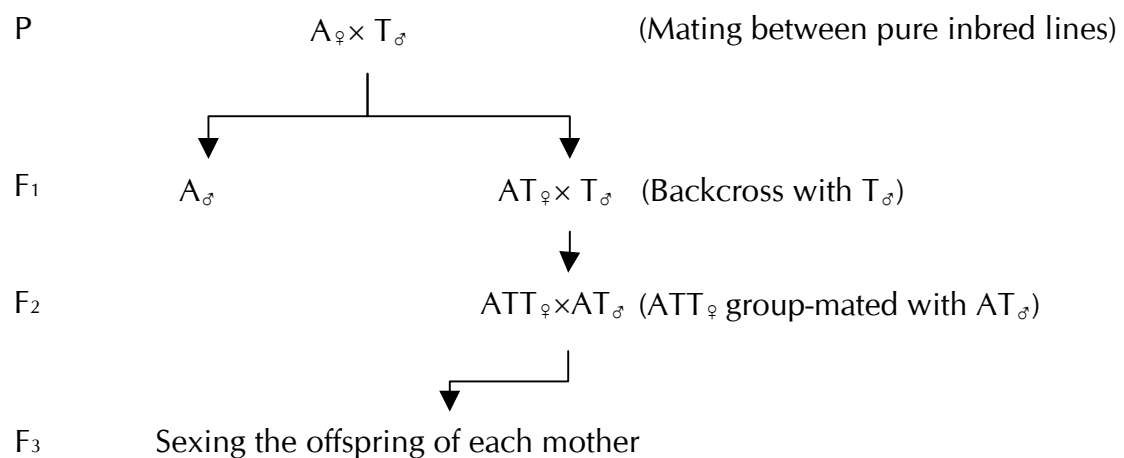 P A♀× T♂ (Mating between pure inbred lines)
F₁ A♂ AT♀× T♂ (Backcross with T♂)
F₂ ATT♀×AT♂ (ATT♀ group-mated with AT♂)
F₃ Sexing the offspring of each mother